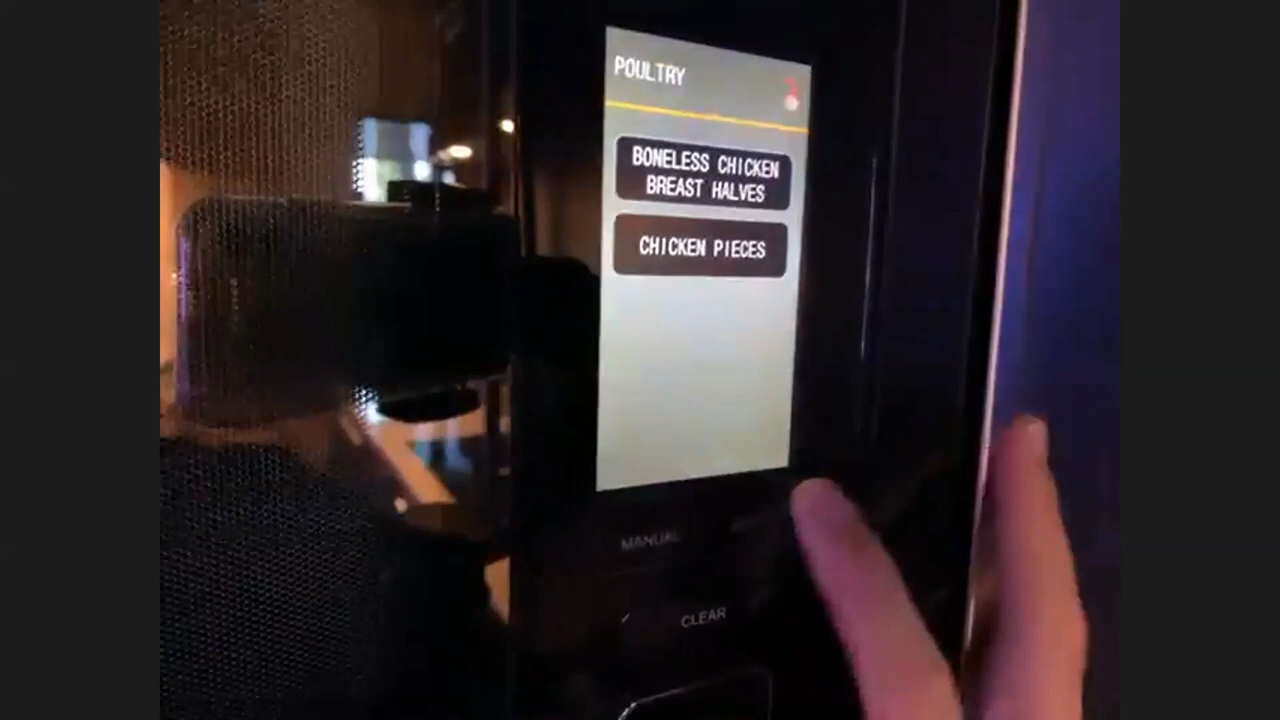 POULTRY
BONELESS CHICKEN
BREAST HALVES
CHICKEN PIECES
MANUAL
CLEAR